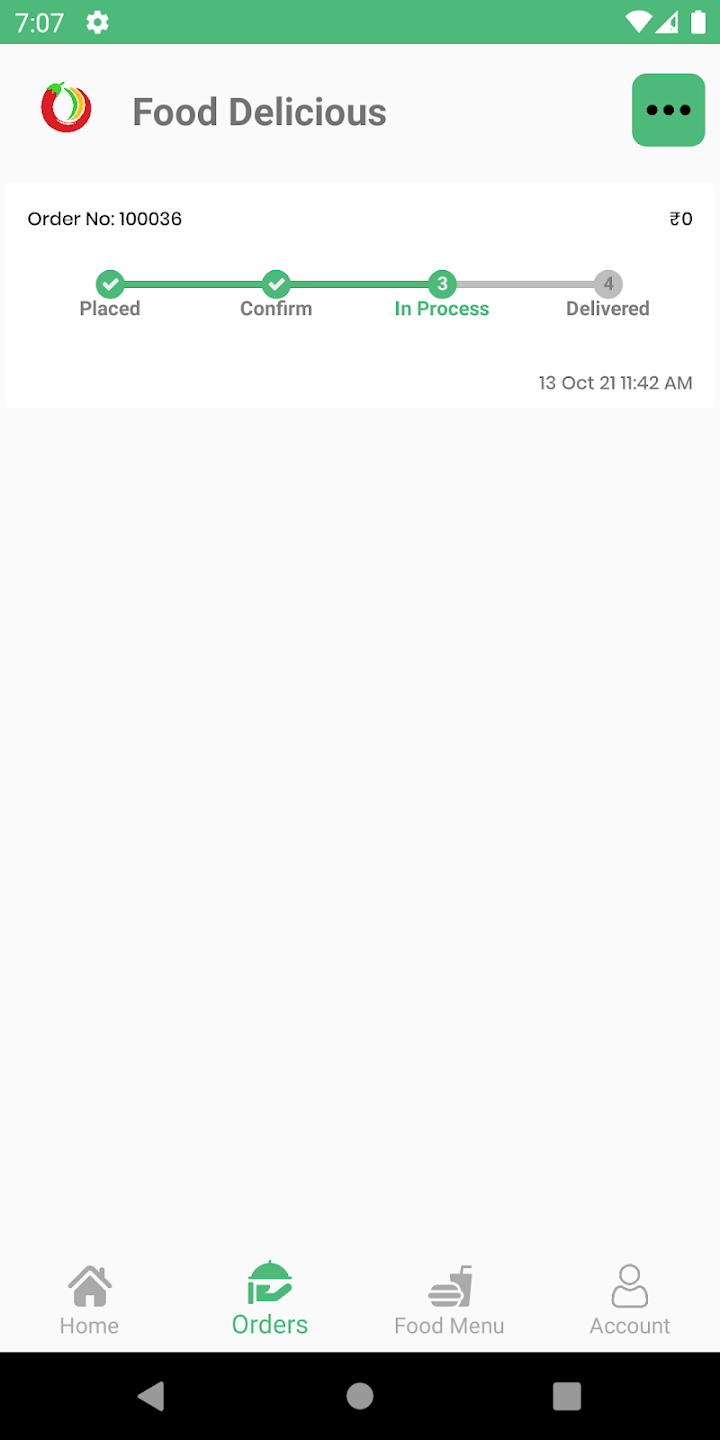 7:07
Food Delicious
Order No: 100036 ₹0
3 4
Placed Confirm In Process Delivered
13 Oct 21 11:42 AM
Home Orders Food Menu Account